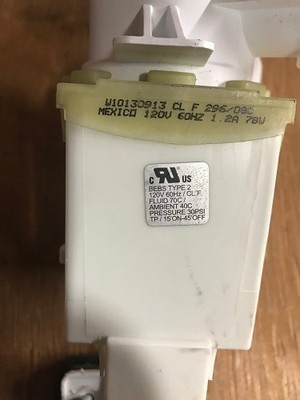 W10130913 CL F 296/09C
MEXICO 120V 60HZ 1.2A 78W
C RU US
BEBS TYPE 2
120V 60Hz / CL.F
FLUID 70C /
AMBIENT 40C
PRESSURE 30PSI
TP / 15'ON-45'OFF